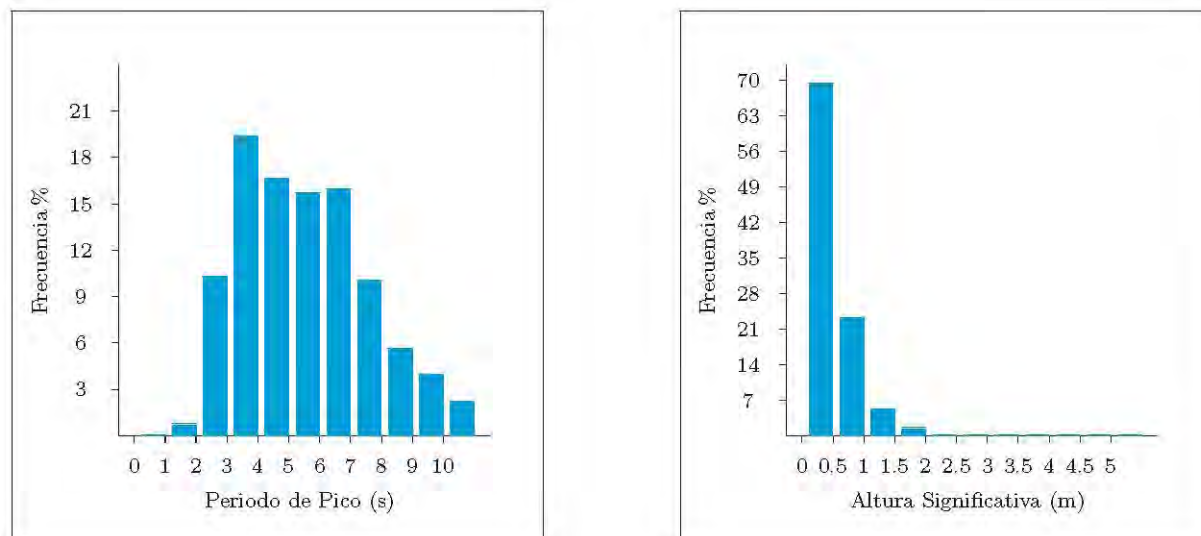 21
18
15
12
9
6
3
Frecuencia %
0 1 2 3 4 5 6 7 8 9 10
Periodo de Pico (s)
70
63
56
49
42
35
28
21
14
7
Frecuencia %
0 0.5 1 1.5 2 2.5 3 3.5 4 4.5 5
Altura Significativa (m)